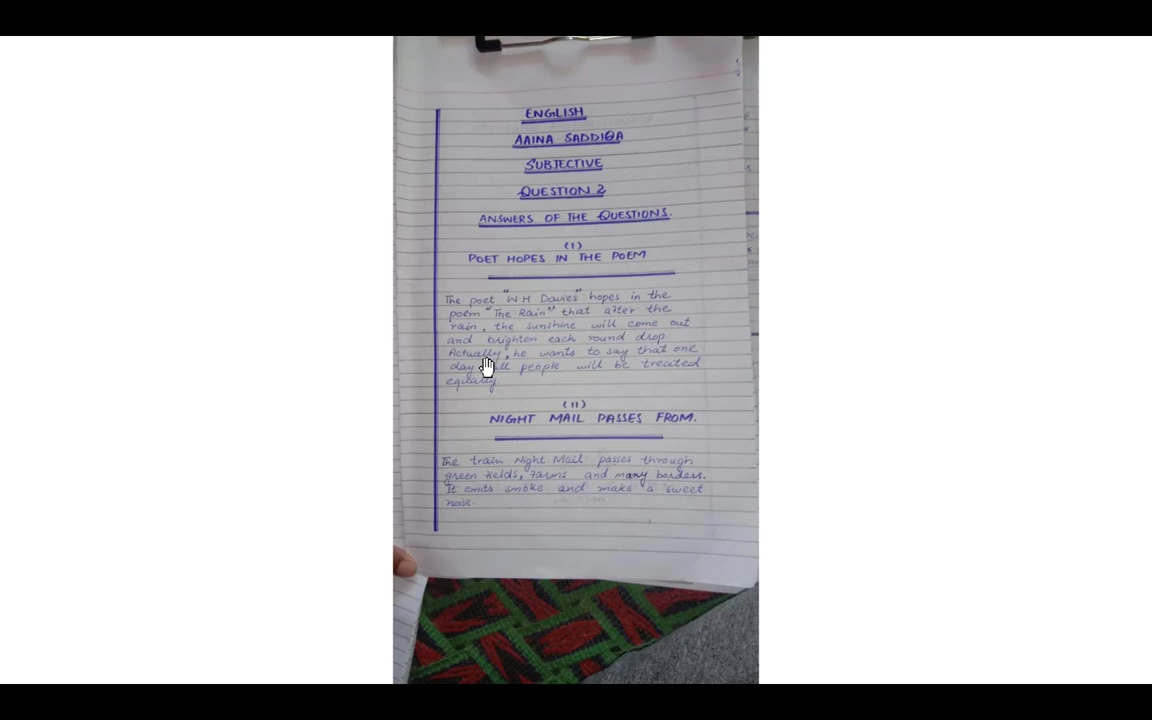 ENGLISH
AAINA SADDIQA
SUBJECTIVE
QUESTION 2
ANSWERS OF THE QUESTIONS.
(I)
POET HOPES IN THE POEM
The poet "W H Davies" hopes in the
poem "The Rain" that after the
rain, the sunshine will come out
and brighten each round drop.
Actually, he wants to say that one
day all people will be treated
equally.
(II)
NIGHT MAIL PASSES FROM.
The train Night Mail passes through
green fields, farms and many borders.
It emits smoke and make a sweet
noise.